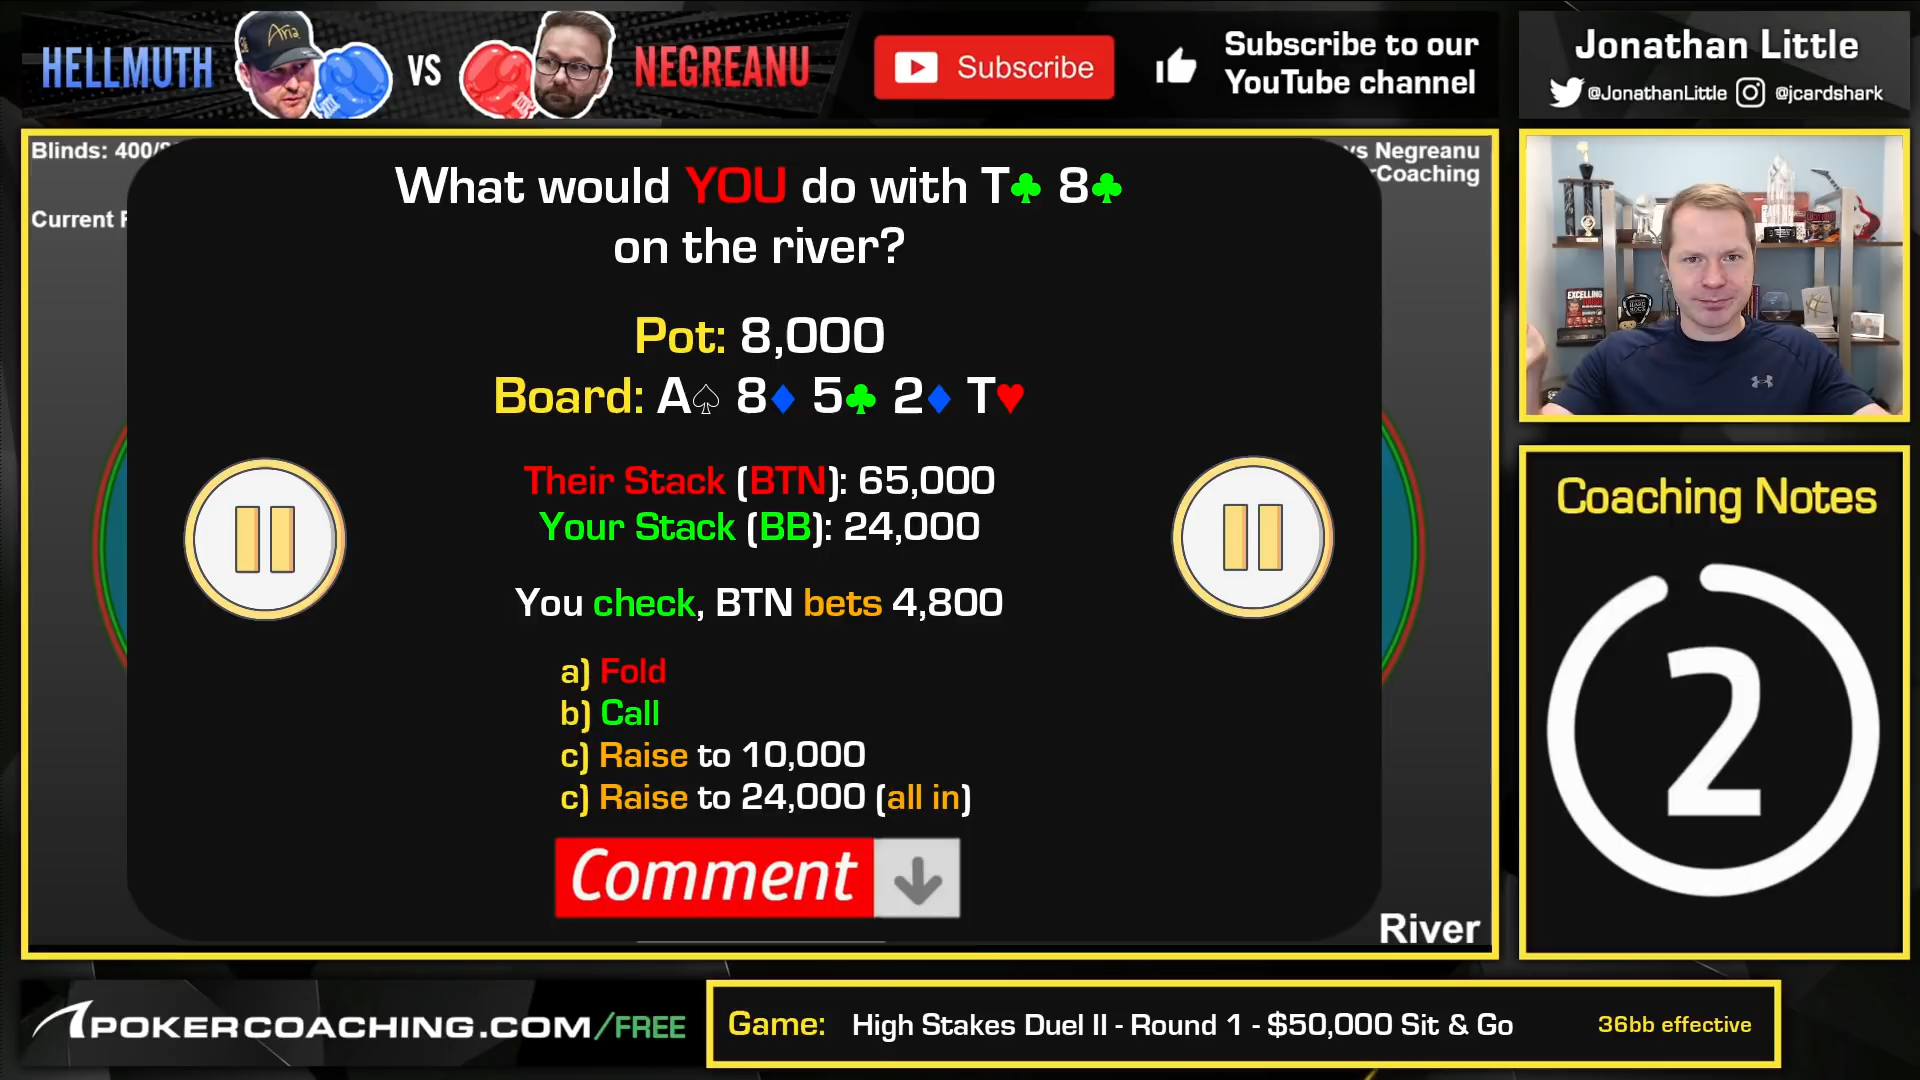 HELLMUTH VS NEGREANU
Subscribe
Subscribe to our
YouTube channel
Jonathan Little
@JonathanLittle @jcardshark
Blinds: 400/
vs Negreanu
Coaching
Current
What would YOU do with T♣ 8♣
on the river?
Pot: 8,000
Board: A♠ 8♦ 5♣ 2♦ T♥
Their Stack (BTN): 65,000
Your Stack (BB): 24,000
You check, BTN bets 4,800
a) Fold
b) Call
c) Raise to 10,000
c) Raise to 24,000 (all in)
Comment
River
Aria
EXCELLING
Coaching Notes
2
POKERCOACHING.COM/FREE
Game: High Stakes Duel II - Round 1 - $50,000 Sit & Go 36bb effective